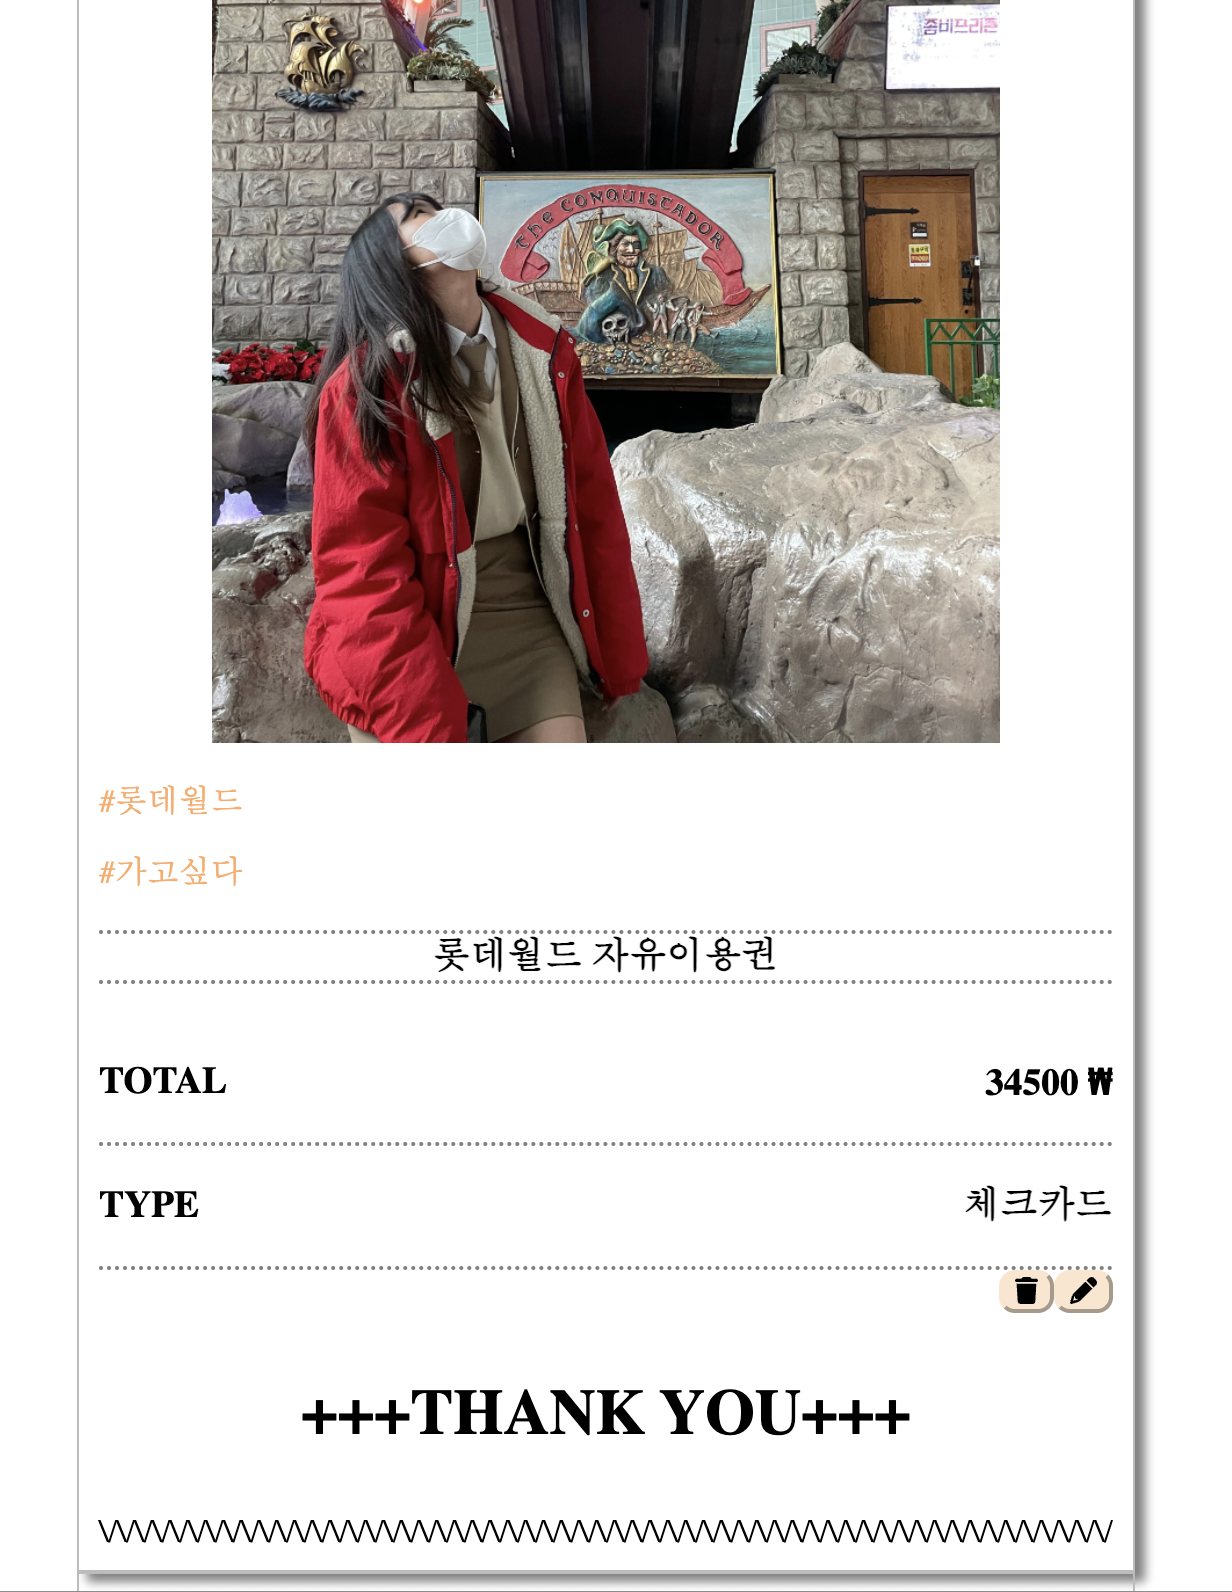 좀비프리즌
The CONQUISTADOR
#롯데월드
#가고싶다
롯데월드 자유이용권
TOTAL 34500 ₩
TYPE 체크카드
+++THANK YOU+++